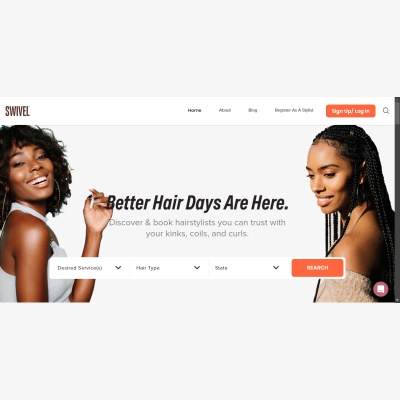 SWIVEL
Home
About
Blog
Register As A Stylist
Sign Up/ Log In
Better Hair Days Are Here.
Discover & book hairstylists you can trust with
your kinks, coils, and curls.
Desired Service(s)
Hair Type
State
SEARCH